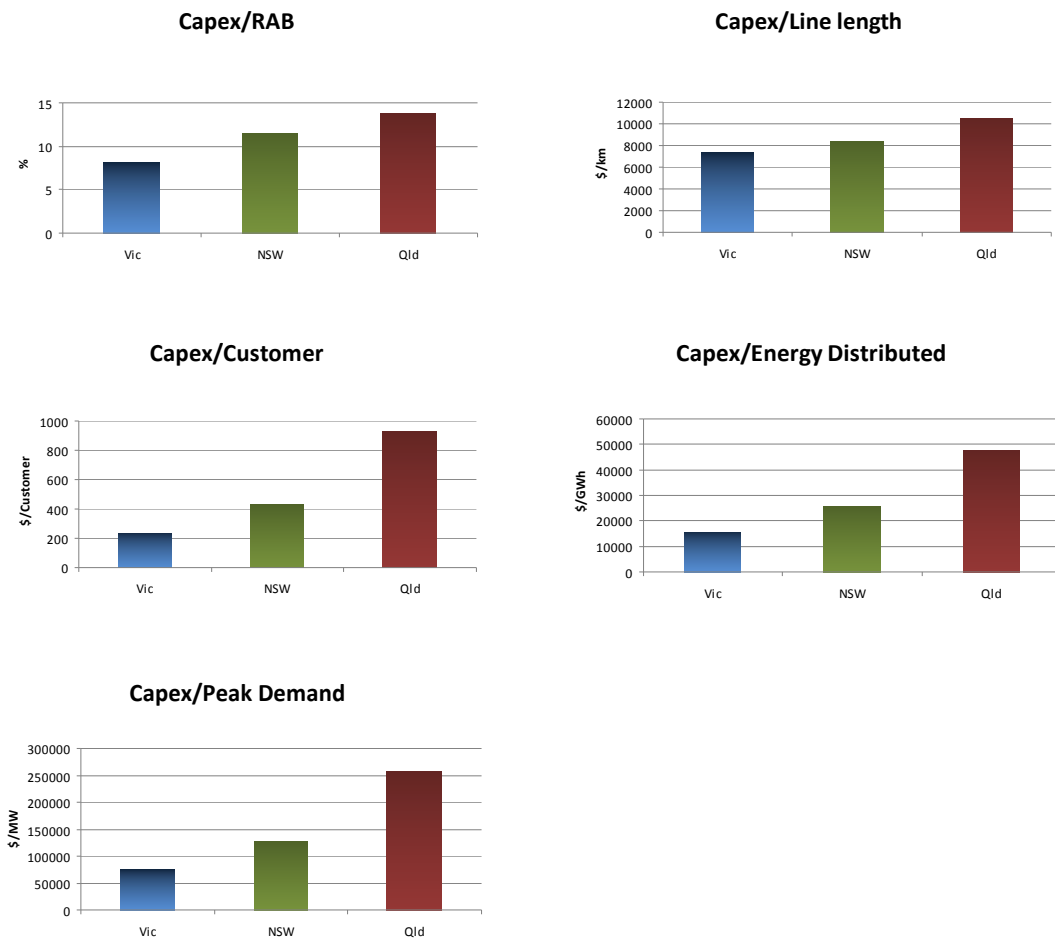 Capex/RAB
15
10
5
0
%
Vic
NSW
Qld
Capex/Line length
12000
10000
8000
6000
4000
2000
0
$/km
Vic
NSW
Qld
Capex/Customer
1000
800
600
400
200
0
$/Customer
Vic
NSW
Qld
Capex/Energy Distributed
60000
50000
40000
30000
20000
10000
0
$/GWh
Vic
NSW
Qld
Capex/Peak Demand
300000
250000
200000
150000
100000
50000
0
$/MW
Vic
NSW
Qld